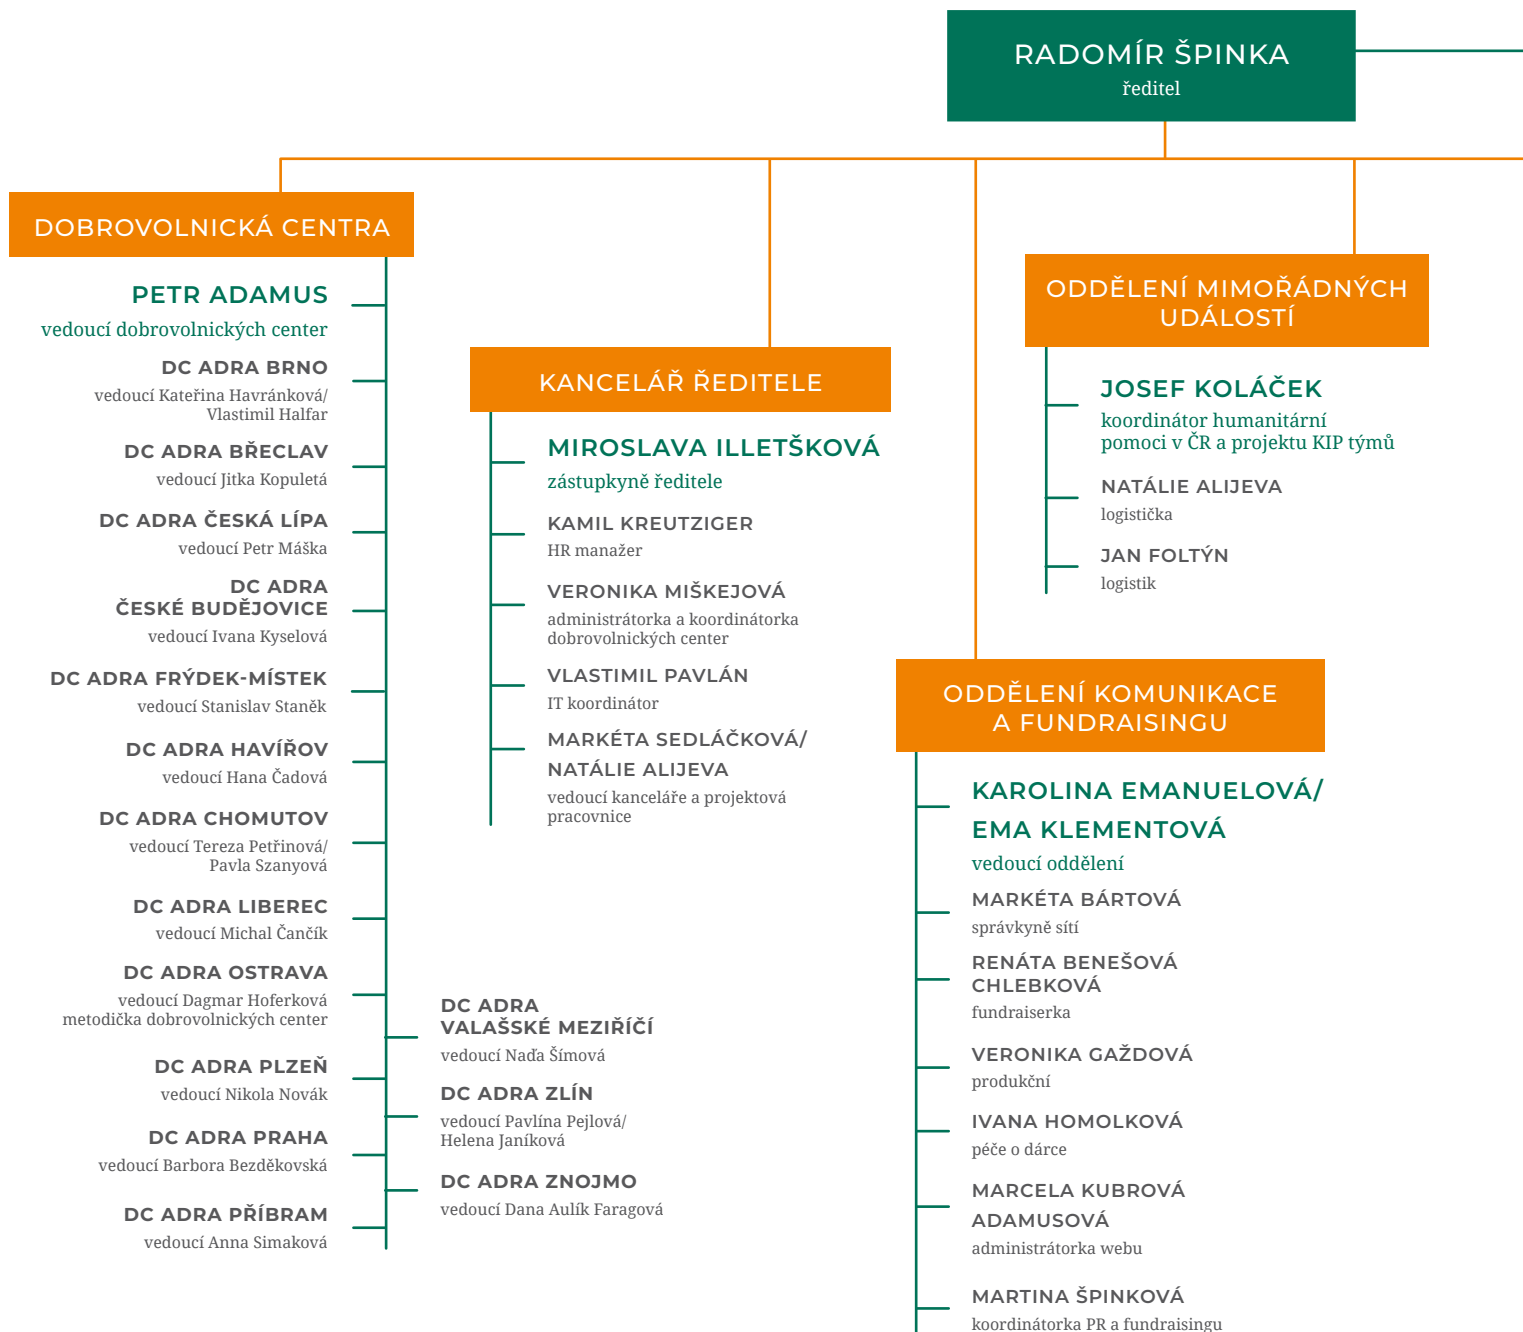 RADOMÍR ŠPINKA
ředitel
DOBROVOLNICKÁ CENTRA
PETR ADAMUS
vedoucí dobrovolnických center
DC ADRA BRNO
vedoucí Kateřina Havránková/
Vlastimil Halfar
DC ADRA BŘECLAV
vedoucí Jitka Kopuletá
DC ADRA ČESKÁ LÍPA
vedoucí Petr Máška
DC ADRA
ČESKÉ BUDĚJOVICE
vedoucí Ivana Kyselová
DC ADRA FRÝDEK-MÍSTEK
vedoucí Stanislav Staněk
DC ADRA HAVÍŘOV
vedoucí Hana Čadová
DC ADRA CHOMUTOV
vedoucí Tereza Petřinová/
Pavla Szanyová
DC ADRA LIBEREC
vedoucí Michal Čančík
DC ADRA OSTRAVA
vedoucí Dagmar Hoferková
metodička dobrovolnických center
DC ADRA PLZEŇ
vedoucí Nikola Novák
DC ADRA PRAHA
vedoucí Barbora Bezděkovská
DC ADRA PŘÍBRAM
vedoucí Anna Simaková
DC ADRA
VALAŠSKÉ MEZIŘÍČÍ
vedoucí Naďa Šímová
DC ADRA ZLÍN
vedoucí Pavlína Pejlová/
Helena Janíková
DC ADRA ZNOJMO
vedoucí Dana Aulík Faragová
KANCELÁŘ ŘEDITELE
MIROSLAVA ILLETŠKOVÁ
zástupkyně ředitele
KAMIL KREUTZIGER
HR manažer
VERONIKA MIŠKEJOVÁ
administrátorka a koordinátorka
dobrovolnických center
VLASTIMIL PAVLÁN
IT koordinátor
MARKÉTA SEDLÁČKOVÁ/
NATÁLIE ALIJEVA
vedoucí kanceláře a projektová
pracovnice
ODDĚLENÍ MIMOŘÁDNÝCH
UDÁLOSTÍ
JOSEF KOLÁČEK
koordinátor humanitární
pomoci v ČR a projektu KIP týmů
NATÁLIE ALIJEVA
logistička
JAN FOLTÝN
logistik
ODDĚLENÍ KOMUNIKACE
A FUNDRAISINGU
KAROLINA EMANUELOVÁ/
EMA KLEMENTOVÁ
vedoucí oddělení
MARKÉTA BÁRTOVÁ
správkyně sítí
RENÁTA BENEŠOVÁ
CHLEBKOVÁ
fundraiserka
VERONIKA GAŽDOVÁ
produkční
IVANA HOMOLKOVÁ
péče o dárce
MARCELA KUBROVÁ
ADAMUSOVÁ
administrátorka webu
MARTINA ŠPINKOVÁ
koordinátorka PR a fundraisingu